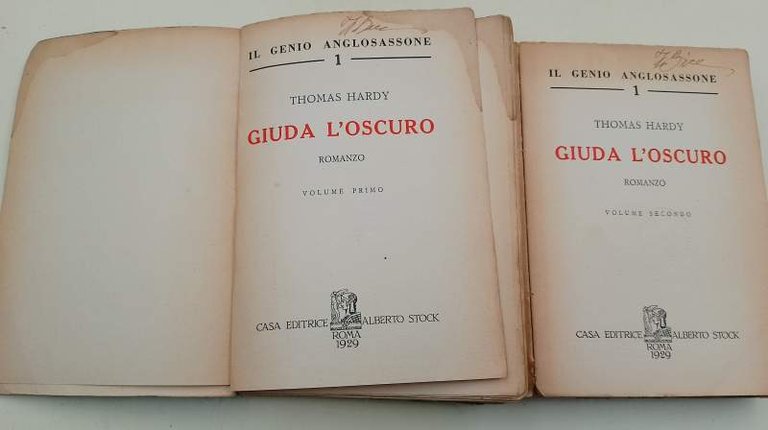 IL GENIO ANGLOSASSONE
1
THOMAS HARDY
GIUDA L'OSCURO
ROMANZO
VOLUME PRIMO
CASA EDITRICE ALBERTO STOCK
ROMA
1929
IL GENIO ANGLOSASSONE
1
THOMAS HARDY
GIUDA L'OSCURO
ROMANZO
VOLUME SECONDO
CASA EDITRICE ALBERTO STOCK
ROMA
1929